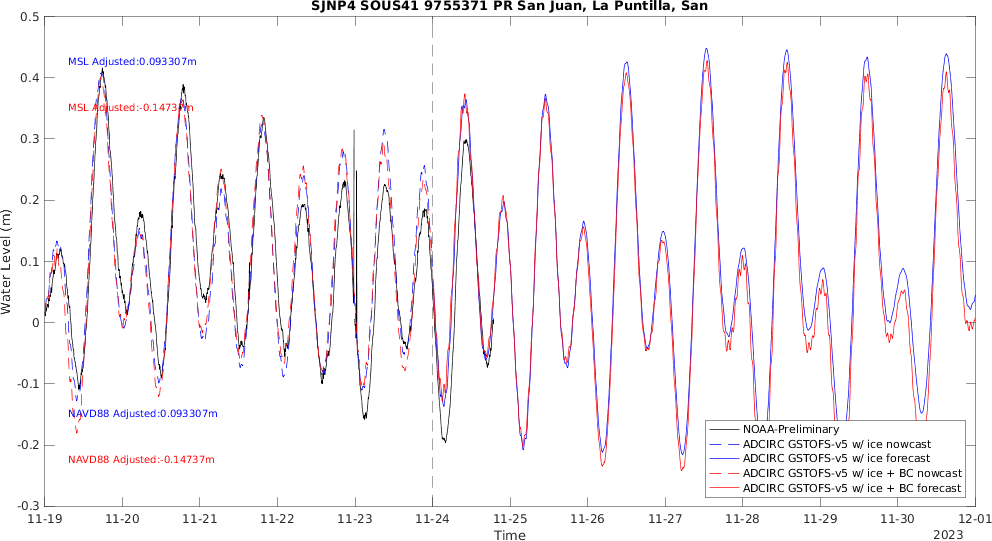 SJNP4 SOUS41 9755371 PR San Juan, La Puntilla, San
Water Level (m)
0.5
0.4
0.3
0.2
0.1
0
-0.1
-0.2
-0.3
MSL Adjusted:0.093307m
MSL Adjusted:-0.14737m
NAVD88 Adjusted:0.093307m
NAVD88 Adjusted:-0.14737m
NOAA-Preliminary
ADCIRC GSTOFS-v5 w/ ice nowcast
ADCIRC GSTOFS-v5 w/ ice forecast
ADCIRC GSTOFS-v5 w/ ice + BC nowcast
ADCIRC GSTOFS-v5 w/ ice + BC forecast
11-19 11-20 11-21 11-22 11-23 11-24 11-25 11-26 11-27 11-28 11-29 11-30 12-01
Time
2023